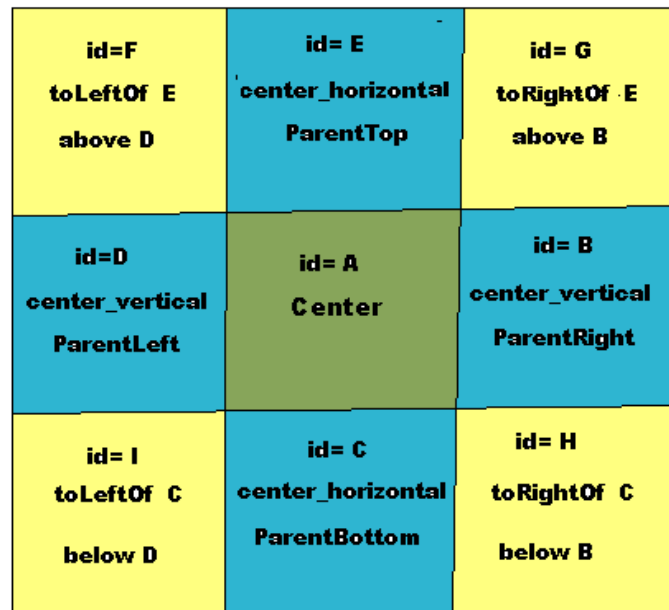 id=F
toLeftOf E
above D
id= E
center_horizontal
ParentTop
id= G
toRightOf E
above B
id=D
center_vertical
ParentLeft
id= A
Center
id= B
center_vertical
ParentRight
id= I
toLeftOf C
below D
id= C
center_horizontal
ParentBottom
id= H
toRightOf C
below B